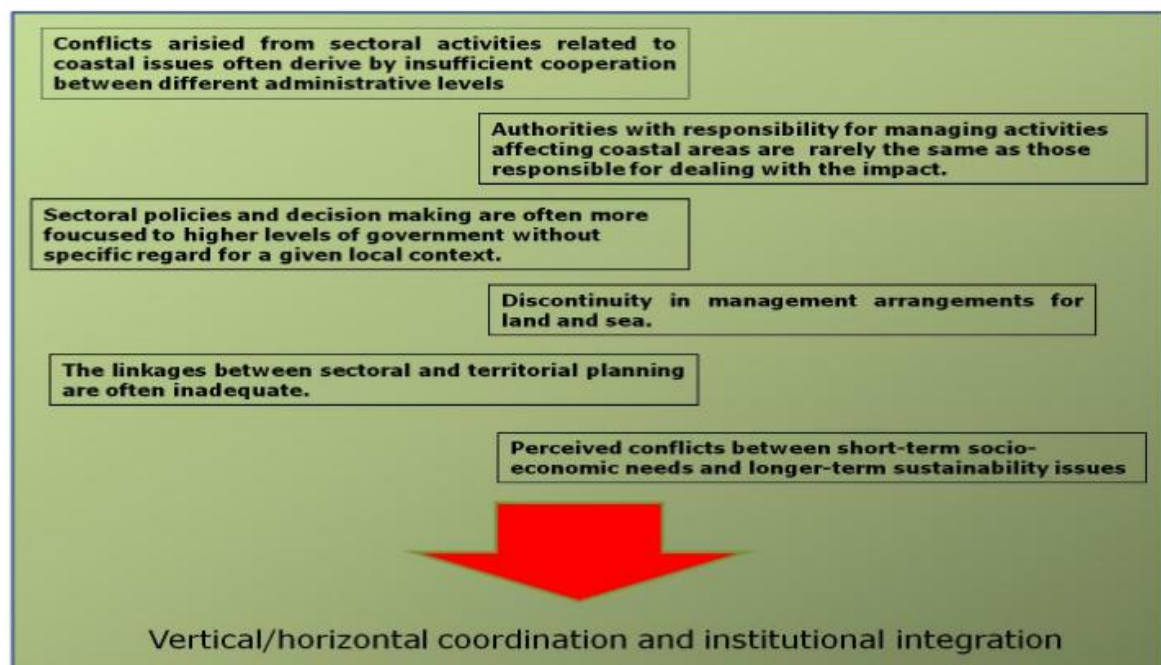 Conflicts arisied from sectoral activities related to
coastal issues often derive by insufficient cooperation
between different administrative levels
Authorities with responsibility for managing activities
affecting coastal areas are rarely the same as those
responsible for dealing with the impact.
Sectoral policies and decision making are often more
foucused to higher levels of government without
specific regard for a given local context.
Discontinuity in management arrangements for
land and sea.
The linkages between sectoral and territorial planning
are often inadequate.
Perceived conflicts between short-term socio-
economic needs and longer-term sustainability issues
Vertical/horizontal coordination and institutional integration